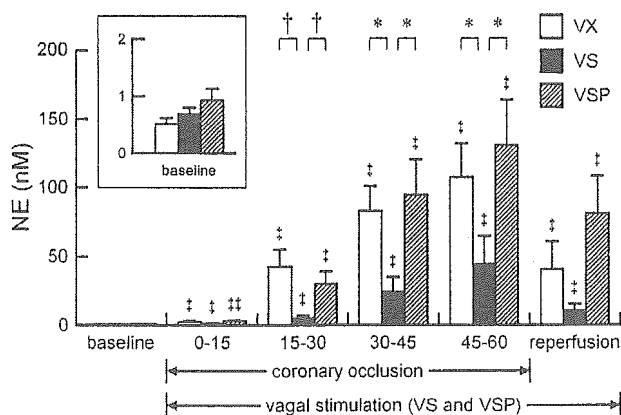 † † * * * *
VX
VS
VSP
NE (nM)
200
150
100
50
0
2
1
0
baseline
‡ ‡ ‡‡
‡ ‡ ‡
‡ ‡ ‡
‡ ‡ ‡
‡ ‡ ‡
baseline 0-15 15-30 30-45 45-60 reperfusion
coronary occlusion
vagal stimulation (VS and VSP)